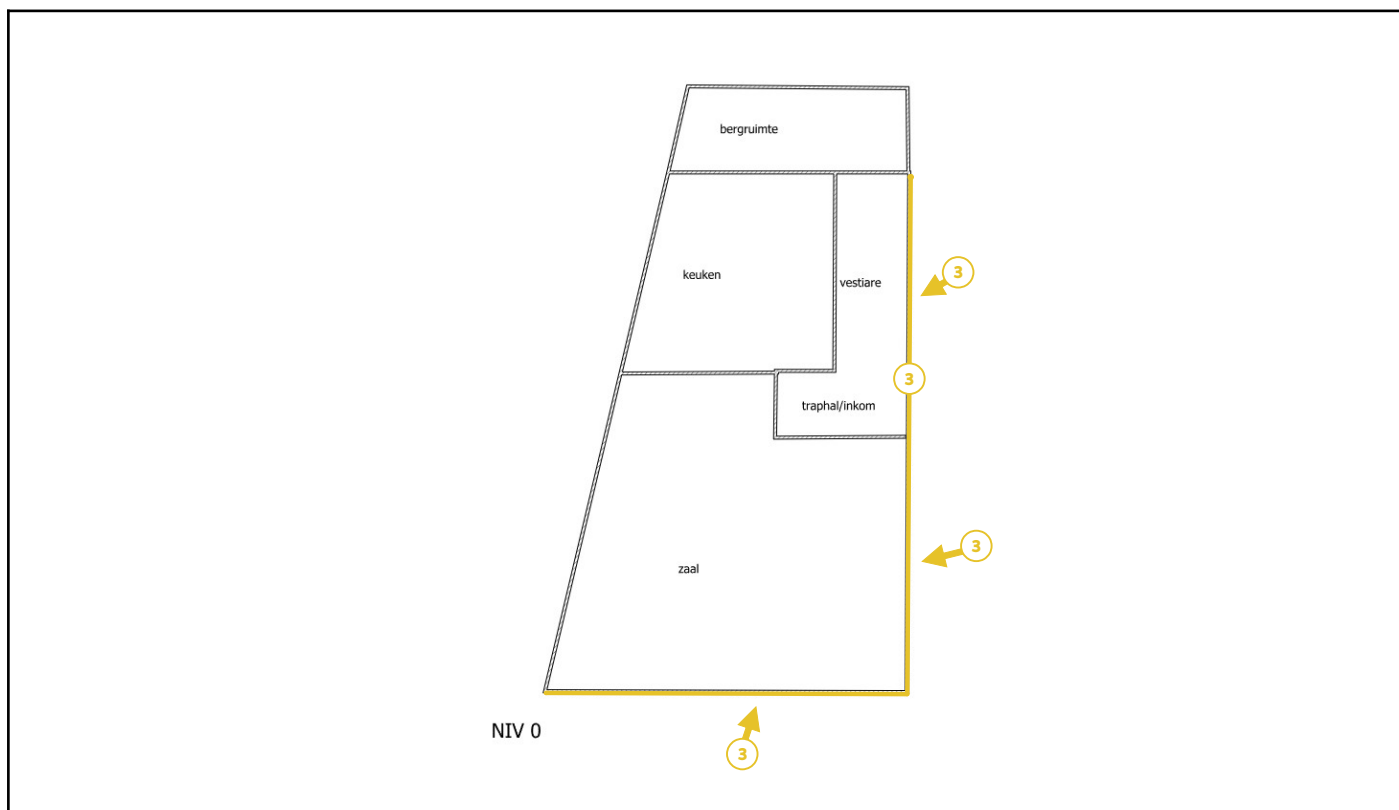 bergruimte
keuken
vestiare
3
3
traphal/inkom
3
zaal
NIV 0
3